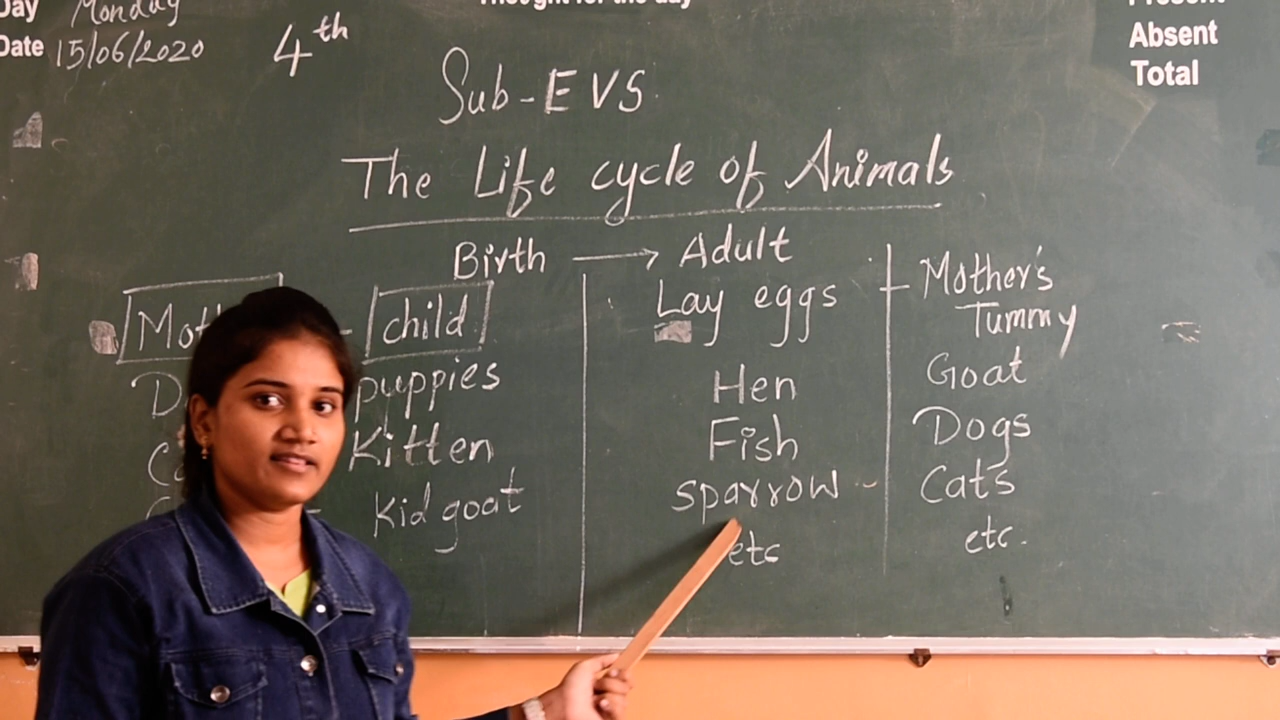 Day Monday
Date 15/06/2020
4th
Thought for the day
Absent
Total
Sub-EVS
The Life cycle of Animals
Birth → Adult
child
puppies
Kitten
Kid goat
Lay eggs
Hen
Fish
sparrow
etc
Mother's
Tummy
Goat
Dogs
Cats
etc.